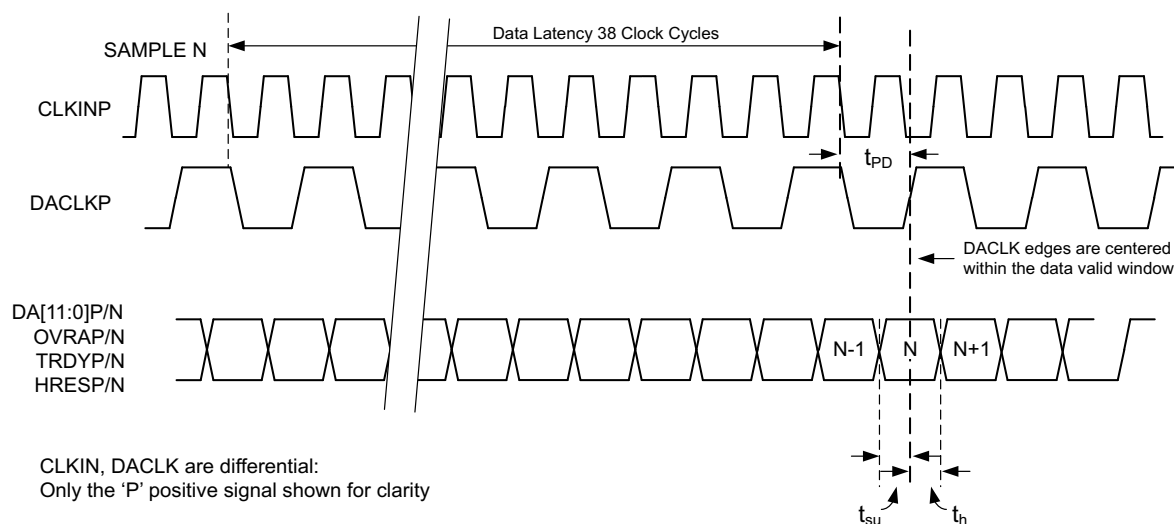 Data Latency 38 Clock Cycles
SAMPLE N
CLKINP
tPD
DACLKP
DACLK edges are centered
within the data valid window
DA[11:0]P/N
OVRAP/N
TRDYP/N
HRESP/N
N-1
N
N+1
CLKIN, DACLK are differential:
Only the ‘P’ positive signal shown for clarity
tsu
th